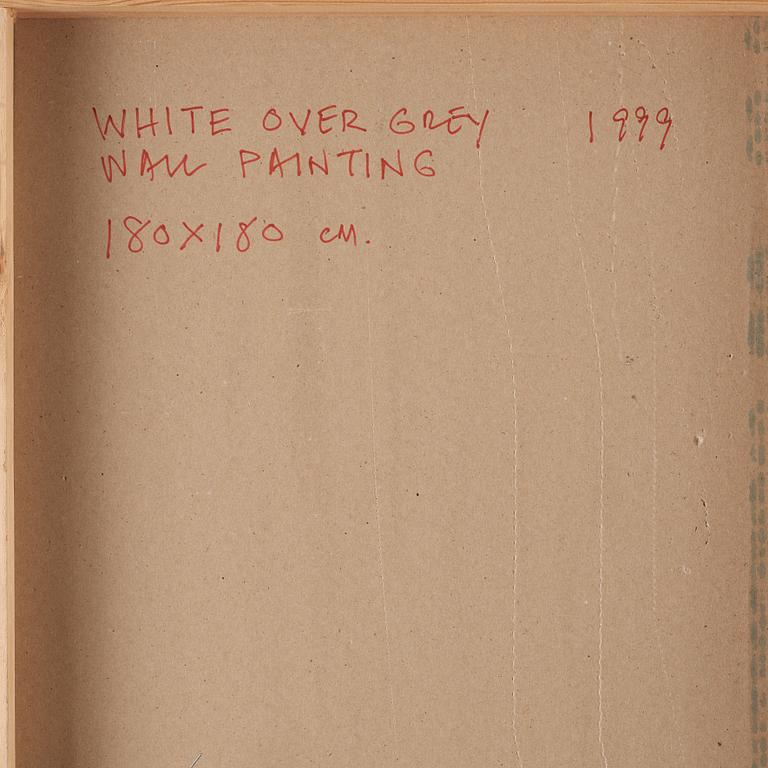 WHITE OVER GREY 1999
WALL PAINTING
180X180 CM.